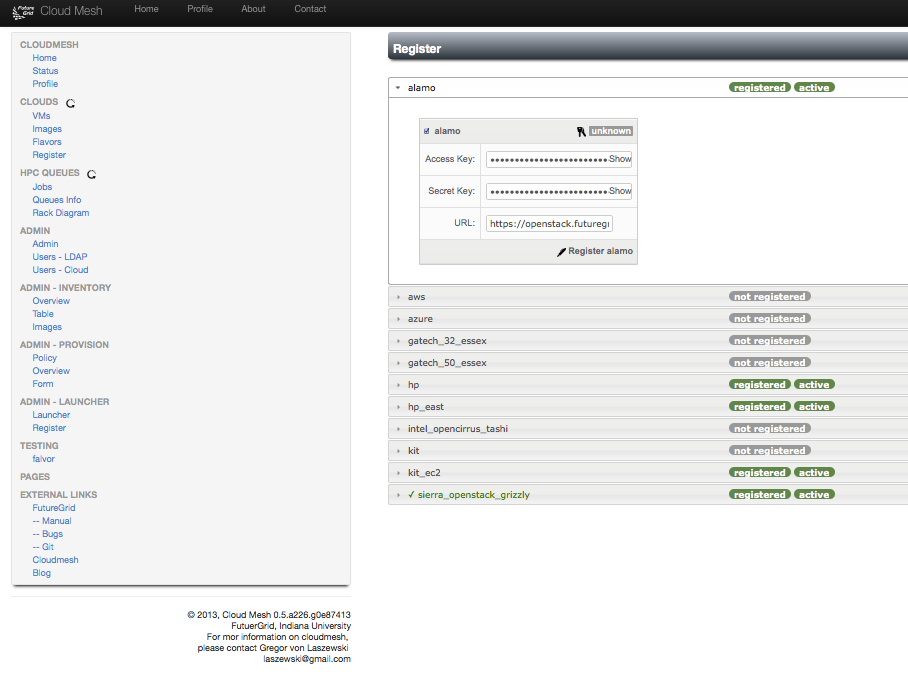 Future Grid Cloud Mesh Home Profile About Contact
CLOUDMESH
Home
Status
Profile
CLOUDS
VMs
Images
Flavors
Register
HPC QUEUES
Jobs
Queues Info
Rack Diagram
ADMIN
Admin
Users - LDAP
Users - Cloud
ADMIN - INVENTORY
Overview
Table
Images
ADMIN - PROVISION
Policy
Overview
Form
ADMIN - LAUNCHER
Launcher
Register
TESTING
falvor
PAGES
EXTERNAL LINKS
FutureGrid
-- Manual
-- Bugs
-- Git
Cloudmesh
Blog
© 2013, Cloud Mesh 0.5.a226.g0e87413
FutuerGrid, Indiana University
For mor information on cloudmesh,
please contact Gregor von Laszewski
laszewski@gmail.com
Register
alamo registered active
alamo unknown
Access Key: •••••••••••••••••••••••• Show
Secret Key: •••••••••••••••••••••••• Show
URL: https://openstack.futuregi
Register alamo
aws not registered
azure not registered
gatech_32_essex not registered
gatech_50_essex not registered
hp registered active
hp_east registered active
intel_opencirrus_tashi not registered
kit not registered
kit_ec2 registered active
✓ sierra_openstack_grizzly registered active